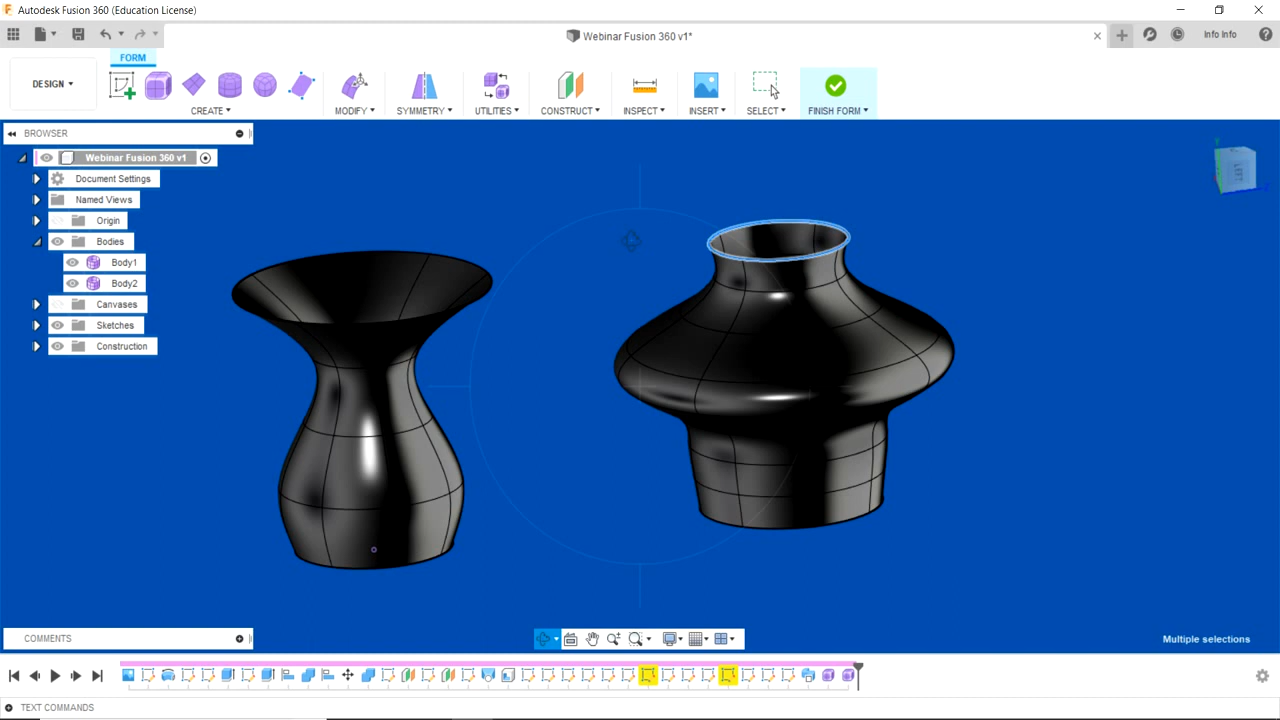 Autodesk Fusion 360 (Education License)
Webinar Fusion 360 v1*
Info Info
FORM
DESIGN
CREATE
MODIFY
SYMMETRY
UTILITIES
CONSTRUCT
INSPECT
INSERT
SELECT
FINISH FORM
BROWSER
Webinar Fusion 360 v1
Document Settings
Named Views
Origin
Bodies
Body1
Body2
Canvases
Sketches
Construction
COMMENTS
Multiple selections
TEXT COMMANDS